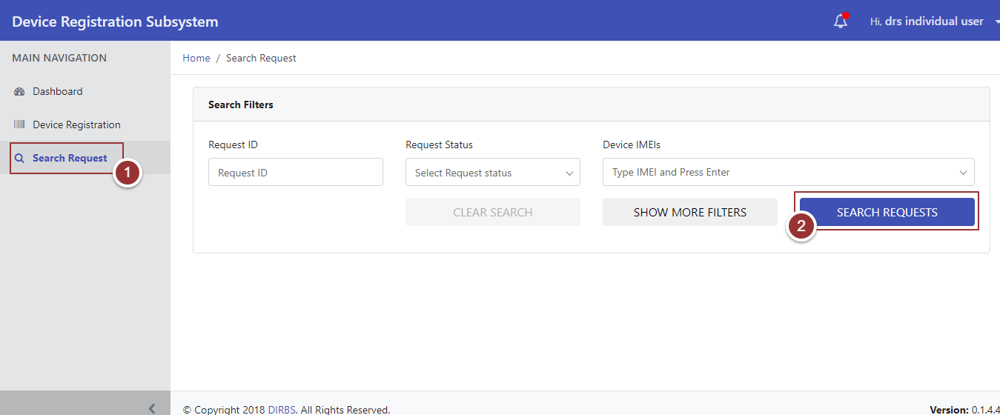 Device Registration Subsystem
Hi, drs individual user
MAIN NAVIGATION
Home / Search Request
Dashboard
Device Registration
Search Request
1
Search Filters
Request ID
Request Status
Device IMEIs
Request ID
Select Request status
Type IMEI and Press Enter
CLEAR SEARCH
SHOW MORE FILTERS
SEARCH REQUESTS
2
© Copyright 2018 DIRBS. All Rights Reserved.
Version: 0.1.4.4